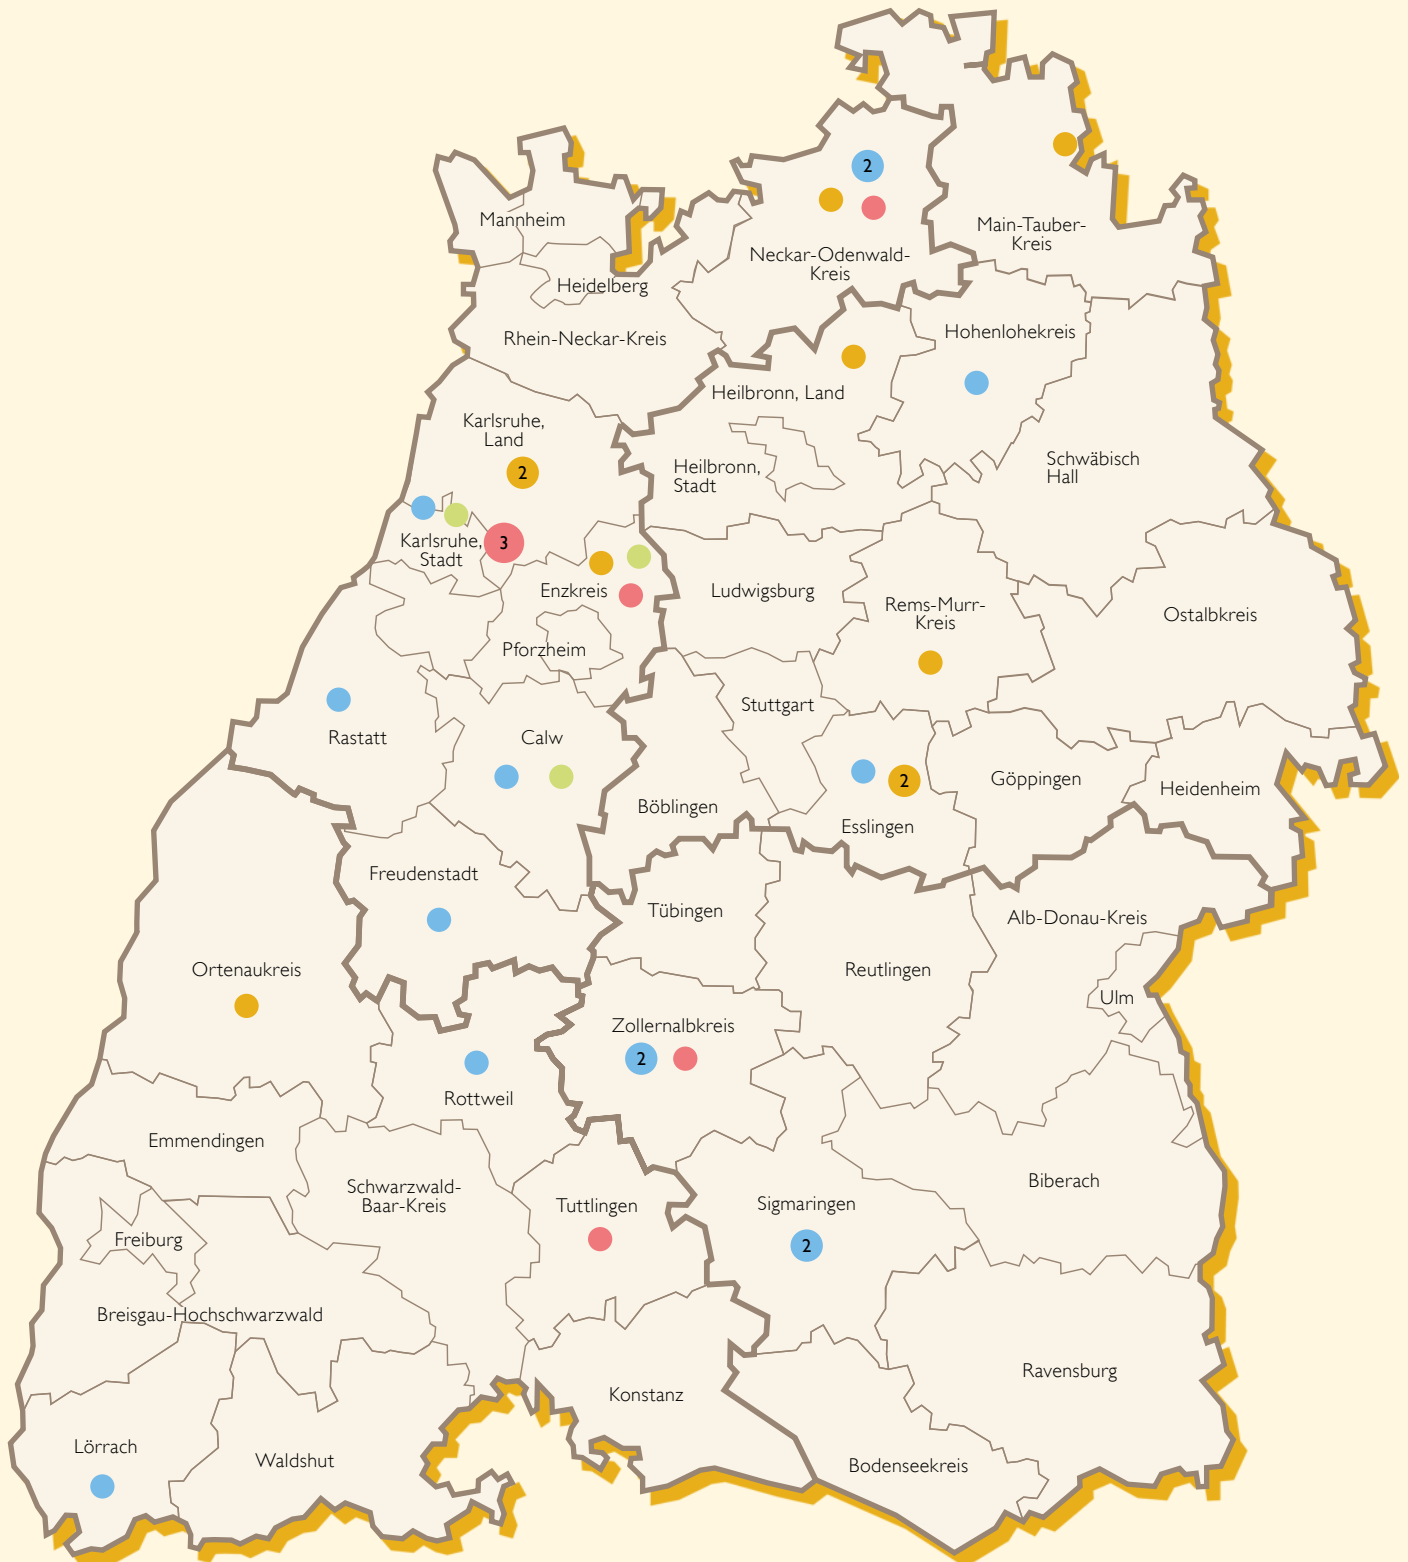 2
Mannheim
Main-Tauber-
Kreis
Neckar-Odenwald-
Kreis
Heidelberg
Rhein-Neckar-Kreis
Hohenlohekreis
Heilbronn, Land
Karlsruhe,
Land
2
Heilbronn,
Stadt
Schwäbisch
Hall
Karlsruhe,
Stadt
3
Enzkreis
Ludwigsburg
Rems-Murr-
Kreis
Ostalbkreis
Pforzheim
Stuttgart
Rastatt
Calw
2
Göppingen
Heidenheim
Böblingen
Esslingen
Freudenstadt
Tübingen
Alb-Donau-Kreis
Ortenaukreis
Reutlingen
Ulm
Zollernalbkreis
2
Rottweil
Emmendingen
Schwarzwald-
Baar-Kreis
Biberach
Tuttlingen
Sigmaringen
2
Freiburg
Breisgau-Hochschwarzwald
Ravensburg
Konstanz
Lörrach
Waldshut
Bodenseekreis